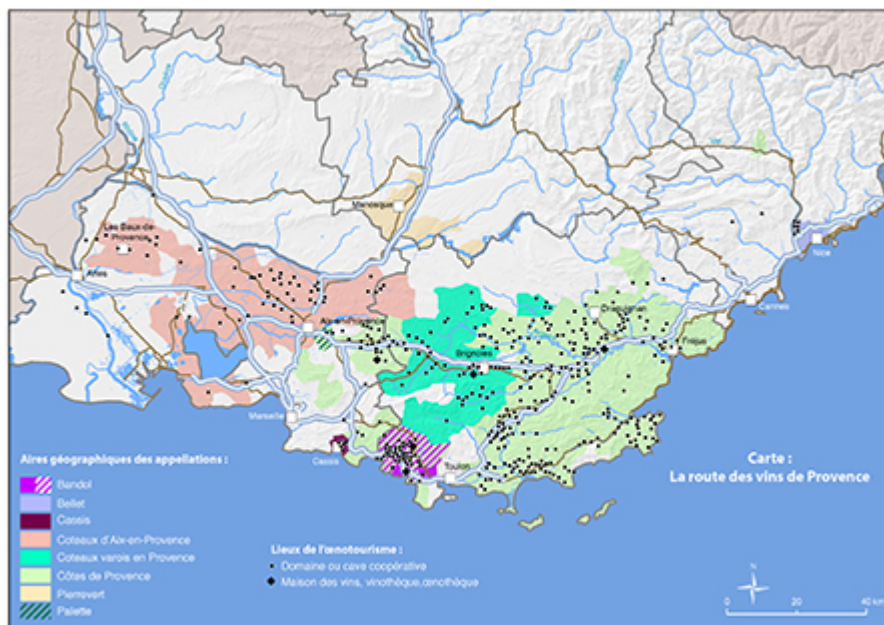 Les Baux-de-
Provence
Manosque
Arles
Aix-en-Provence
Draguignan
Nice
Cannes
Fréjus
Brignoles
Marseille
Cassis
Toulon
Aires géographiques des appellations :
Bandol
Bellet
Cassis
Coteaux d'Aix-en-Provence
Coteaux varois en Provence
Côtes de Provence
Pierrevert
Palette
Lieux de l'œnotourisme :
Domaine ou cave coopérative
Maison des vins, vinothèque,œnothèque
Carte :
La route des vins de Provence
N
0 20 40 km